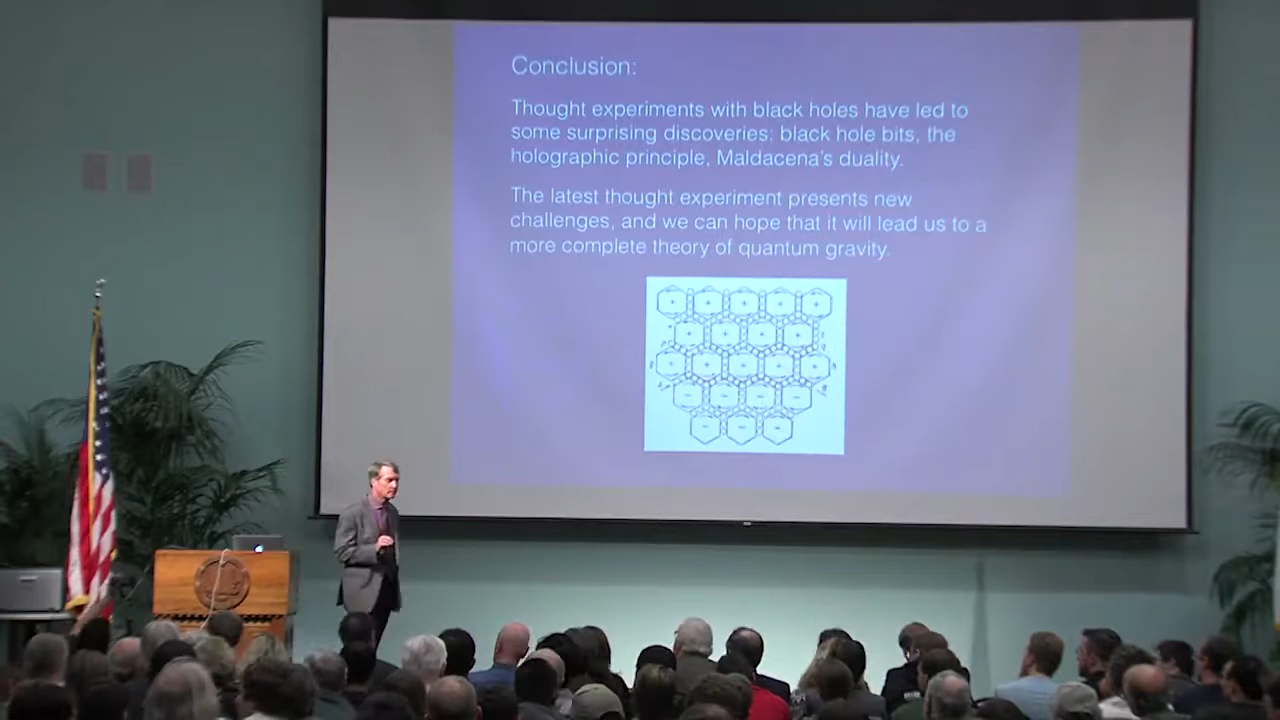 Conclusion:
Thought experiments with black holes have led to
some surprising discoveries: black hole bits, the
holographic principle, Maldacena's duality.
The latest thought experiment presents new
challenges, and we can hope that it will lead us to a
more complete theory of quantum gravity.